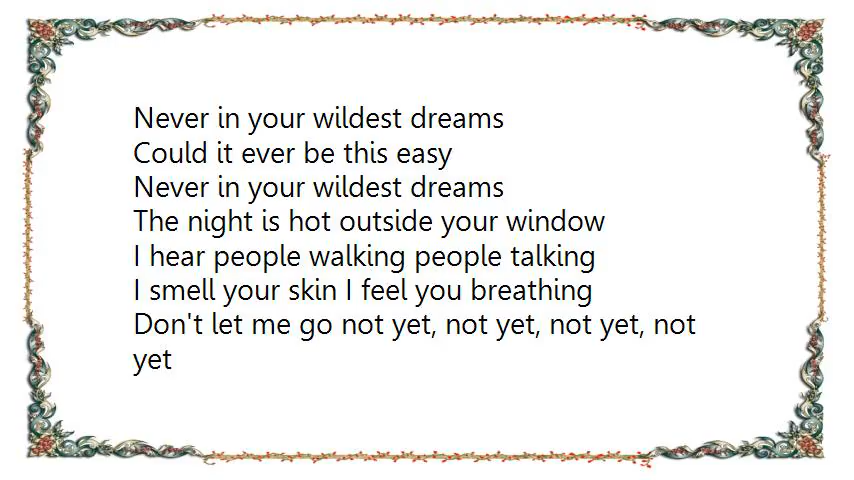 Never in your wildest dreams
Could it ever be this easy
Never in your wildest dreams
The night is hot outside your window
I hear people walking people talking
I smell your skin I feel you breathing
Don't let me go not yet, not yet, not yet, not
yet